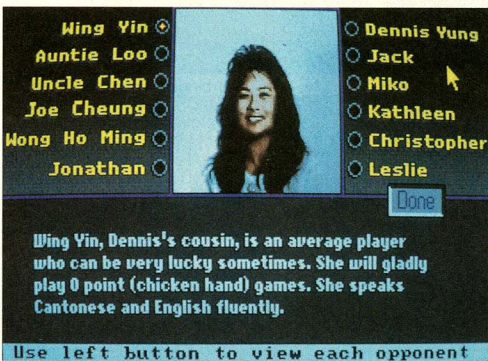 Wing Yin
Auntie Loo
Uncle Chen
Joe Cheung
Wong Ho Ming
Jonathan
Dennis Yung
Jack
Miko
Kathleen
Christopher
Leslie
Done
Wing Yin, Dennis's cousin, is an average player
who can be very lucky sometimes. She will gladly
play 0 point (chicken hand) games. She speaks
Cantonese and English fluently.
Use left button to view each opponent